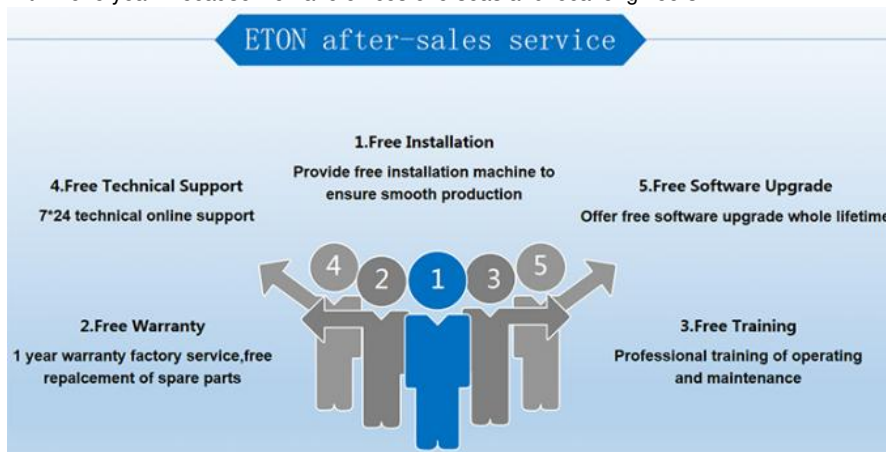 ETON after-sales service
1.Free Installation
Provide free installation machine to
ensure smooth production
4.Free Technical Support
7*24 technical online support
5.Free Software Upgrade
Offer free software upgrade whole lifetime
4
2
1
3
5
2.Free Warranty
1 year warranty factory service,free
repalcement of spare parts
3.Free Training
Professional training of operating
and maintenance